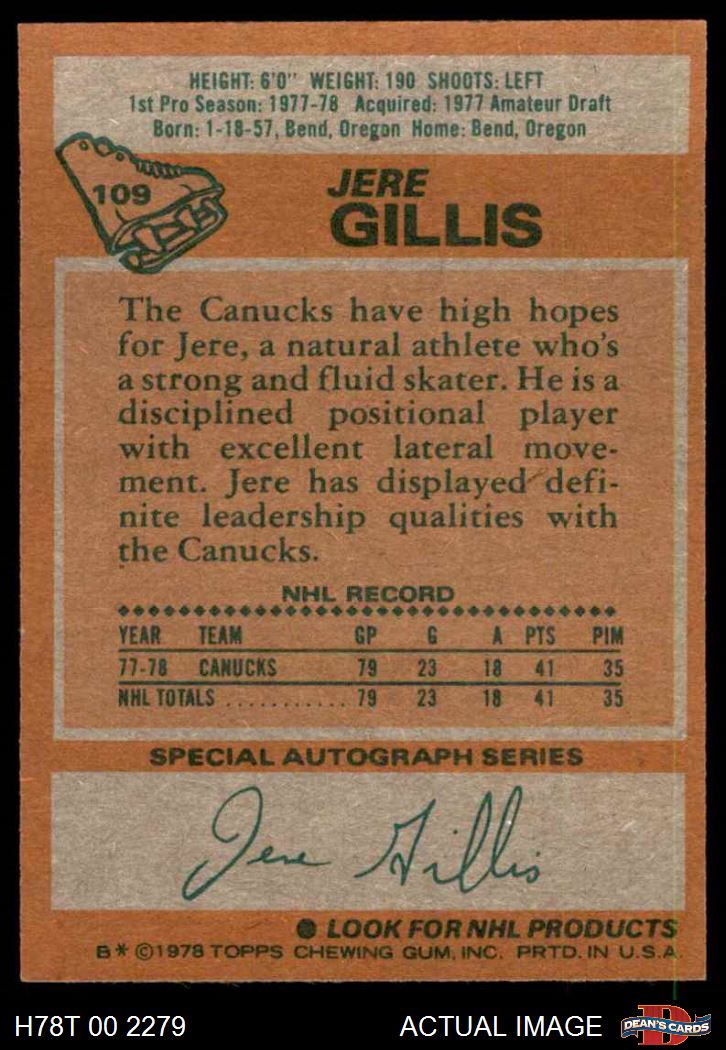 HEIGHT: 6'0" WEIGHT: 190 SHOOTS: LEFT
1st Pro Season: 1977-78 Acquired: 1977 Amateur Draft
Born: 1-18-57, Bend, Oregon Home: Bend, Oregon
109
JERE
GILLIS
The Canucks have high hopes
for Jere, a natural athlete who's
a strong and fluid skater. He is a
disciplined positional player
with excellent lateral move-
ment. Jere has displayed defi-
nite leadership qualities with
the Canucks.
NHL RECORD
YEAR TEAM GP G A PTS PIM
77-78 CANUCKS 79 23 18 41 35
NHL TOTALS ............ 79 23 18 41 35
SPECIAL AUTOGRAPH SERIES
Jere Gillis
● LOOK FOR NHL PRODUCTS
B* ©1978 TOPPS CHEWING GUM, INC. PRTD. IN U.S.A.
H78T 00 2279 ACTUAL IMAGE
D
DEAN'S CARDS